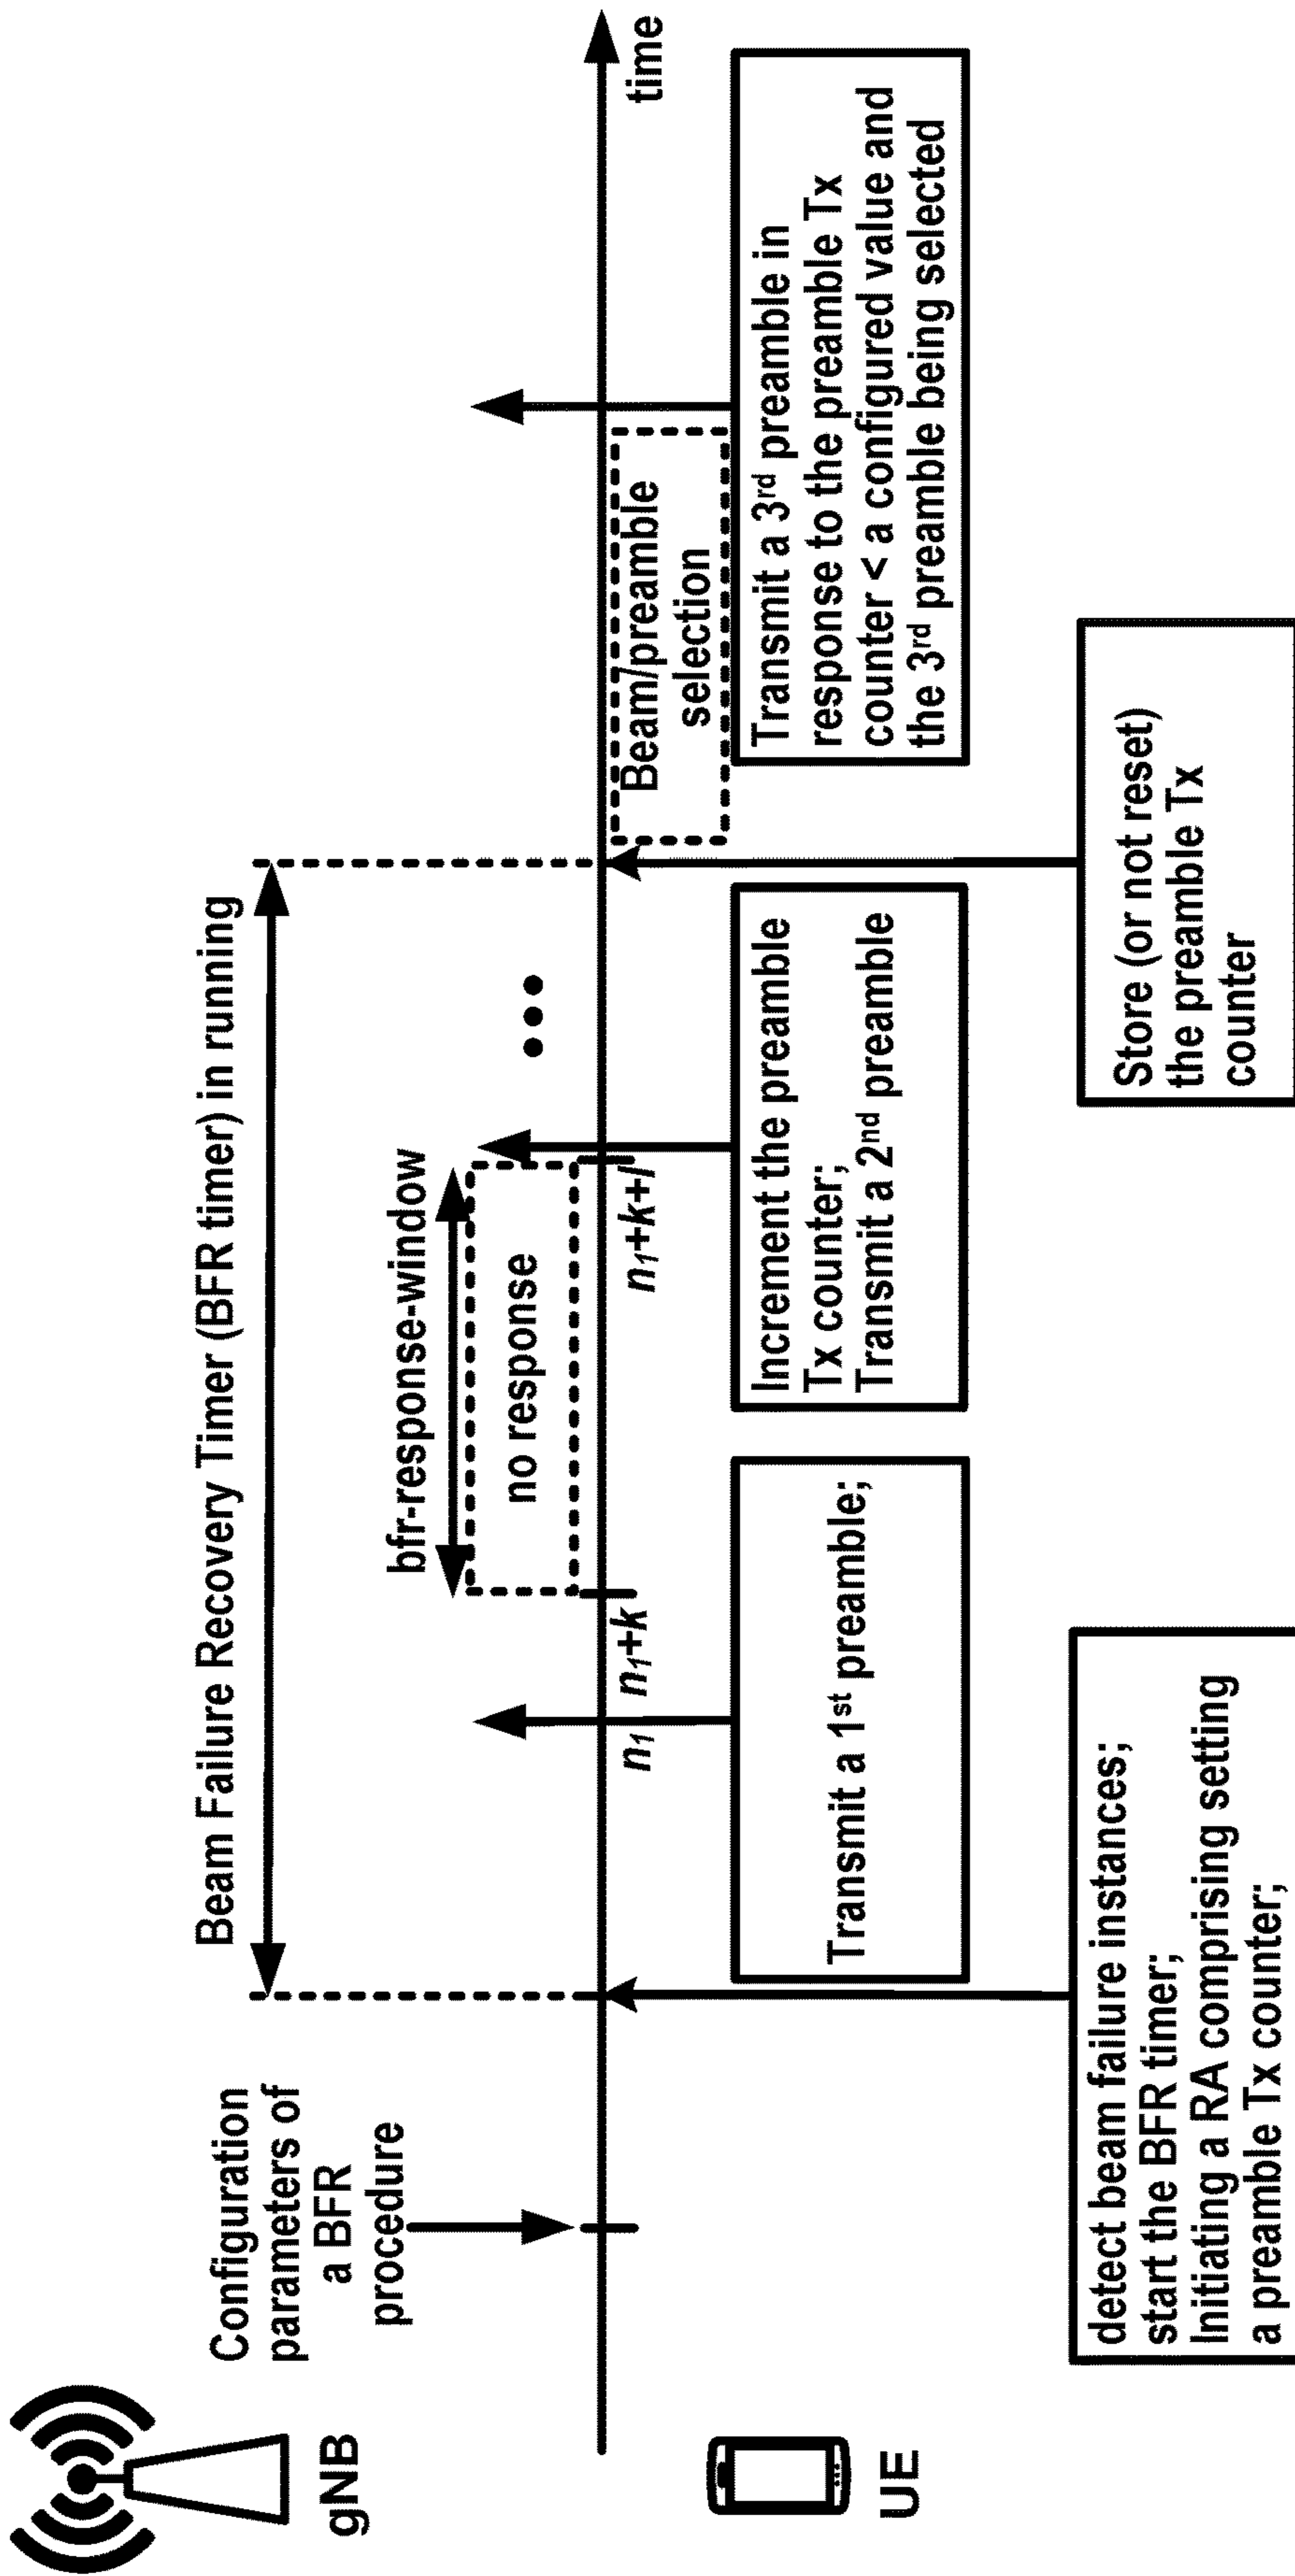 gNB
Configuration
parameters of
a BFR
procedure
Beam Failure Recovery Timer (BFR timer) in running
bfr-response-window
no response
n₁
n₁+k
n₁+k+l
Beam/preamble
selection
time
UE
detect beam failure instances;
start the BFR timer;
Initiating a RA comprising setting
a preamble Tx counter;
Transmit a 1st preamble;
Increment the preamble
Tx counter;
Transmit a 2nd preamble
Store (or not reset)
the preamble Tx
counter
Transmit a 3rd preamble in
response to the preamble Tx
counter < a configured value and
the 3rd preamble being selected